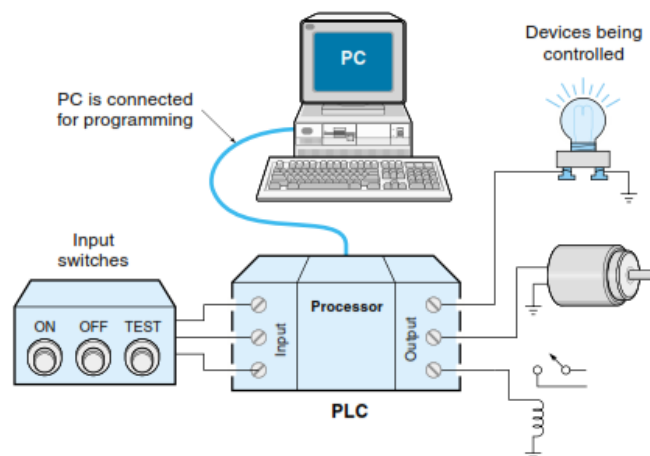 Devices being
controlled
PC
PC is connected
for programming
Input
switches
ON OFF TEST
Input
Processor
Output
PLC